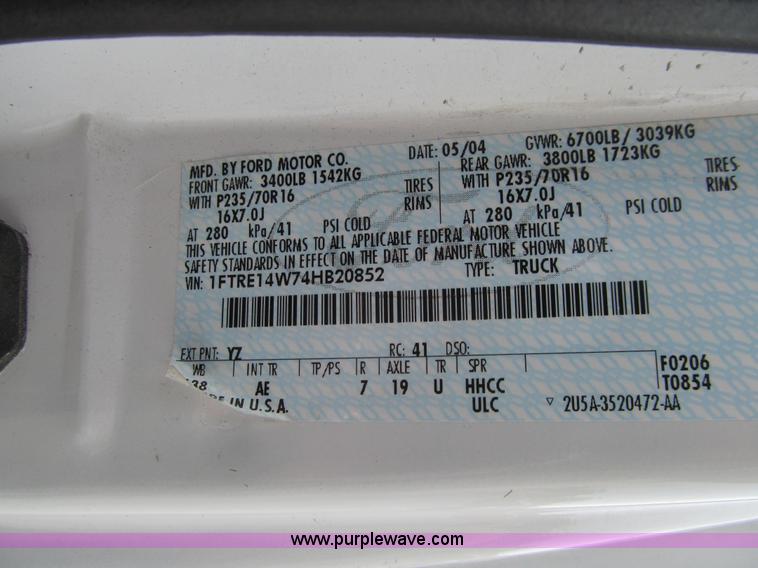 MFD. BY FORD MOTOR CO.
DATE: 05/04
GVWR: 6700LB/ 3039KG
FRONT GAWR: 3400LB 1542KG
REAR GAWR: 3800LB 1723KG
WITH P235/70R16 TIRES
WITH P235/70R16 TIRES
16X7.0J RIMS
16X7.0J RIMS
AT 280 kPa/41 PSI COLD
AT 280 kPa/41 PSI COLD
THIS VEHICLE CONFORMS TO ALL APPLICABLE FEDERAL MOTOR VEHICLE
SAFETY STANDARDS IN EFFECT ON THE DATE OF MANUFACTURE SHOWN ABOVE.
VIN: 1FTRE14W74HB20852
TYPE: TRUCK
EXT PNT: YZ RC: 41 DSO:
WB INT TR TP/PS R AXLE TR SPR
38 AE 7 19 U HHCC
F0206
T0854
IN U.S.A. ULC ▽ 2U5A-3520472-AA
www.purplewave.com